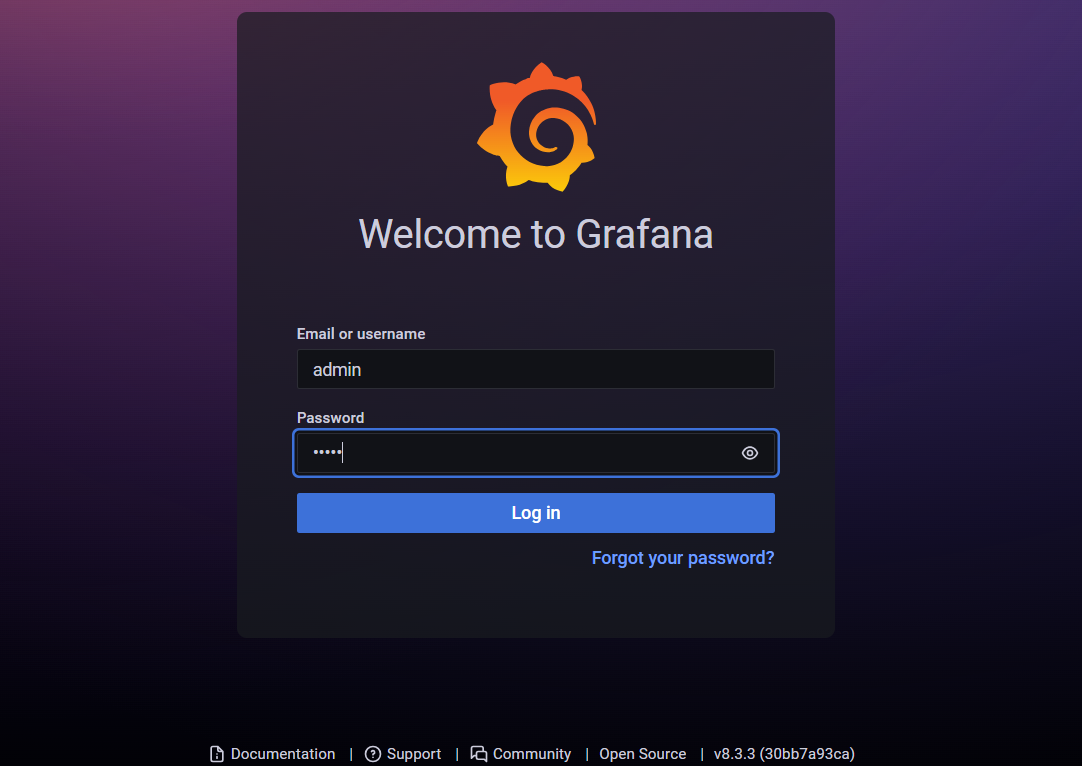 Welcome to Grafana
Email or username
admin
Password
•••••
Log in
Forgot your password?
Documentation | Support | Community | Open Source | v8.3.3 (30bb7a93ca)